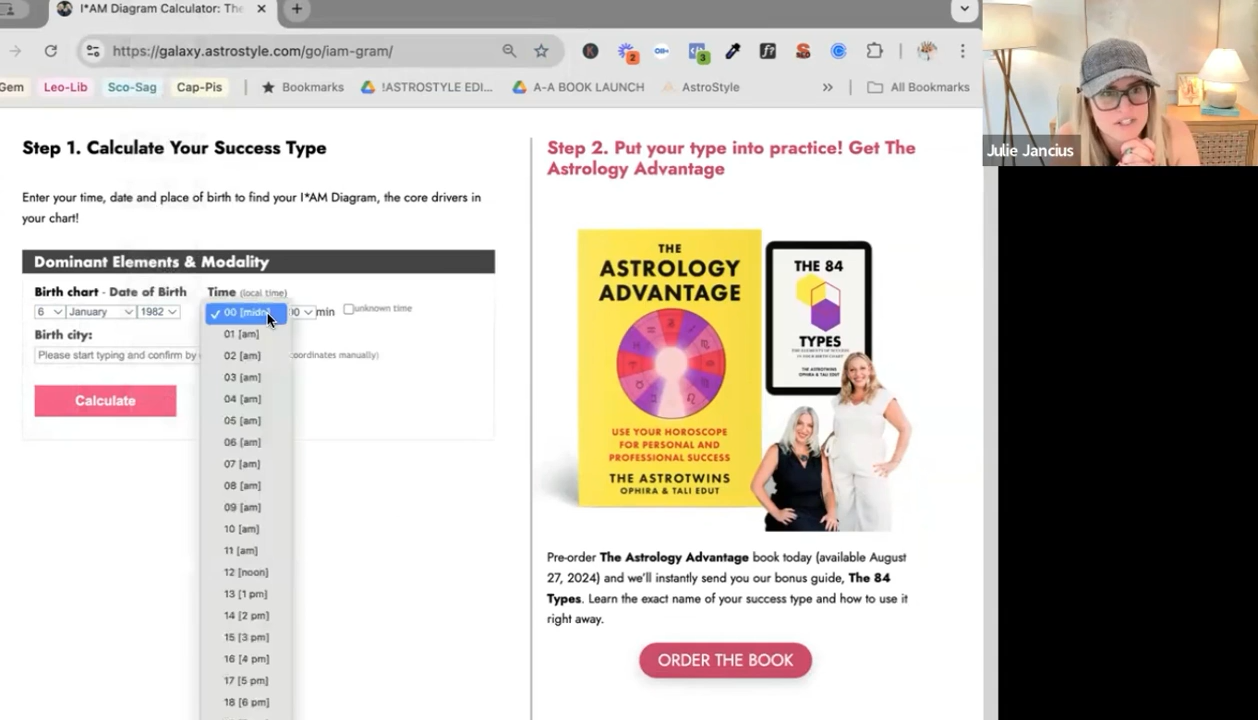 I*AM Diagram Calculator: The
https://galaxy.astrostyle.com/go/iam-gram/
2
3
Gem
Leo-Lib
Sco-Sag
Cap-Pis
Bookmarks
!ASTROSTYLE EDI...
A-A BOOK LAUNCH
AstroStyle
All Bookmarks
Julie Jancius
Step 1. Calculate Your Success Type
Enter your time, date and place of birth to find your I*AM Diagram, the core drivers in
your chart!
Dominant Elements & Modality
Birth chart - Date of Birth
Time (local time)
6 January 1982
00 min
unknown time
Birth city:
Please start typing and confirm by
coordinates manually)
Calculate
00
01 [am]
02 [am]
03 [am]
04 [am]
05 [am]
06 [am]
07 [am]
08 [am]
09 [am]
10 [am]
11 [am]
12 [noon]
13 [1 pm]
14 [2 pm]
15 [3 pm]
16 [4 pm]
17 [5 pm]
18 [6 pm]
Step 2. Put your type into practice! Get The
Astrology Advantage
THE
ASTROLOGY
ADVANTAGE
USE YOUR HOROSCOPE
FOR PERSONAL AND
PROFESSIONAL SUCCESS
THE ASTROTWINS
OPHIRA & TALI EDUT
THE 84
TYPES
THE ASTROTWINS
OPHIRA & TALI EDUT
Pre-order The Astrology Advantage book today (available August
27, 2024) and we'll instantly send you our bonus guide, The 84
Types. Learn the exact name of your success type and how to use it
right away.
ORDER THE BOOK